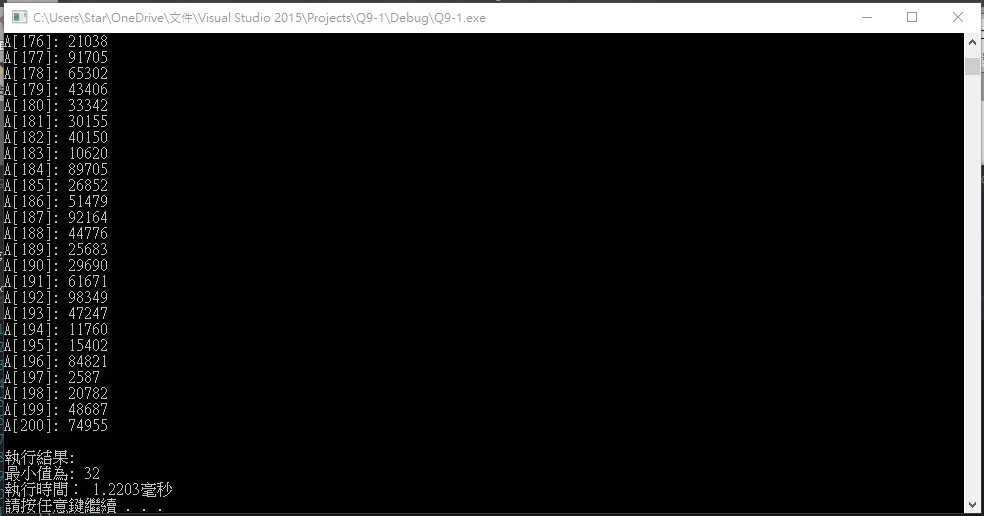 C:\Users\Star\OneDrive\文件\Visual Studio 2015\Projects\Q9-1\Debug\Q9-1.exe
A[176]: 21038
A[177]: 91705
A[178]: 65302
A[179]: 43406
A[180]: 33342
A[181]: 30155
A[182]: 40150
A[183]: 10620
A[184]: 89705
A[185]: 26852
A[186]: 51479
A[187]: 92164
A[188]: 44776
A[189]: 25683
A[190]: 29690
A[191]: 61671
A[192]: 98349
A[193]: 47247
A[194]: 11760
A[195]: 15402
A[196]: 84821
A[197]: 2587
A[198]: 20782
A[199]: 48687
A[200]: 74955
執行結果:
最小值為: 32
執行時間： 1.2203毫秒
請按任意鍵繼續 . . .